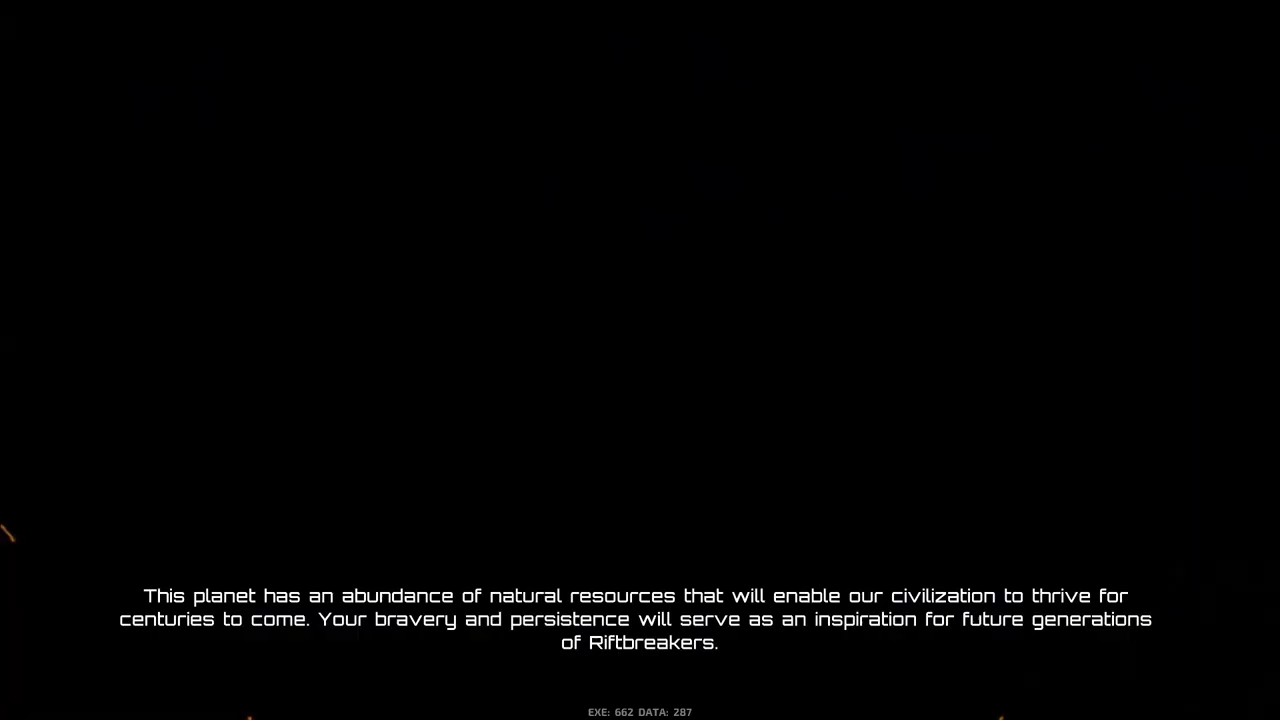 This planet has an abundance of natural resources that will enable our civilization to thrive for
centuries to come. Your bravery and persistence will serve as an inspiration for future generations
of Riftbreakers.
EXE: 662 DATA: 287